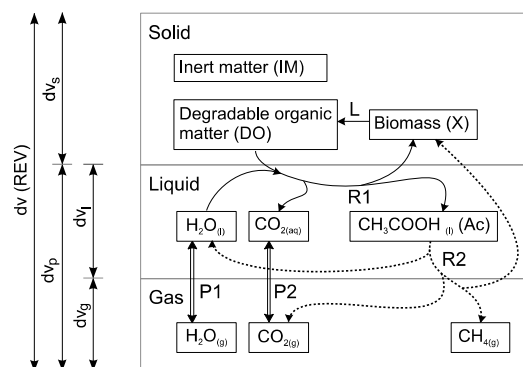 Solid
Inert matter (IM)
Degradable organic
matter (DO)
L
Biomass (X)
Liquid
R1
H₂O(l)
CO₂(aq)
CH₃COOH (l) (Ac)
R2
P1
P2
Gas
H₂O(g)
CO₂(g)
CH₄(g)
dv (REV)
dvₛ
dvₚ
dvₗ
dv_g